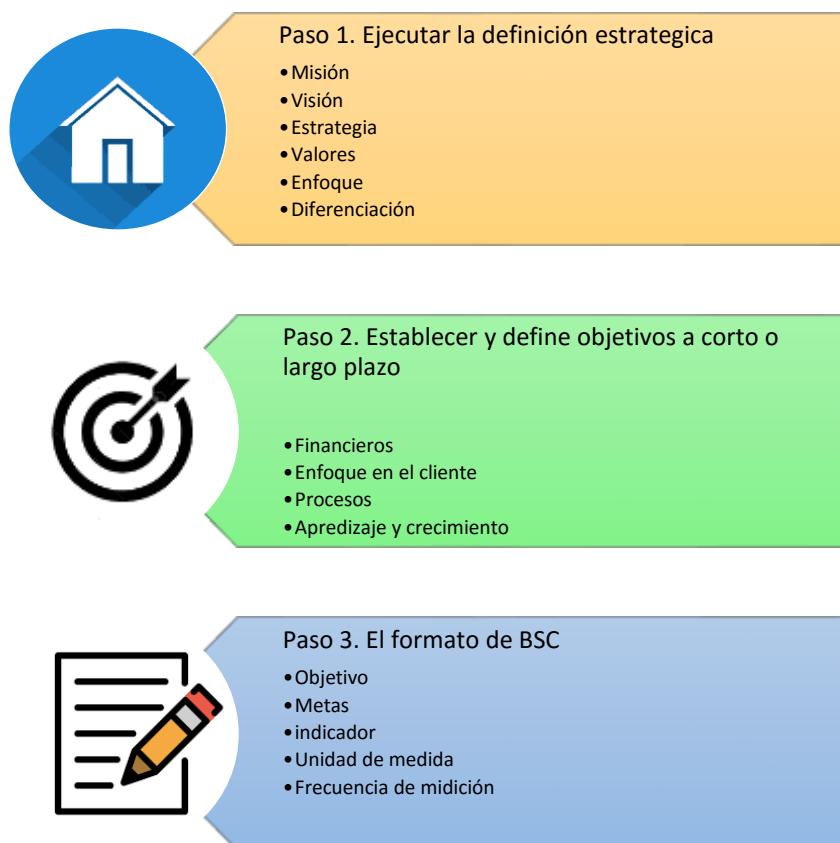 Paso 1. Ejecutar la definición estrategica
•Misión
•Visión
•Estrategia
•Valores
•Enfoque
•Diferenciación
Paso 2. Establecer y define objetivos a corto o
largo plazo
•Financieros
•Enfoque en el cliente
•Procesos
•Apredizaje y crecimiento
Paso 3. El formato de BSC
•Objetivo
•Metas
•indicador
•Unidad de medida
•Frecuencia de midición